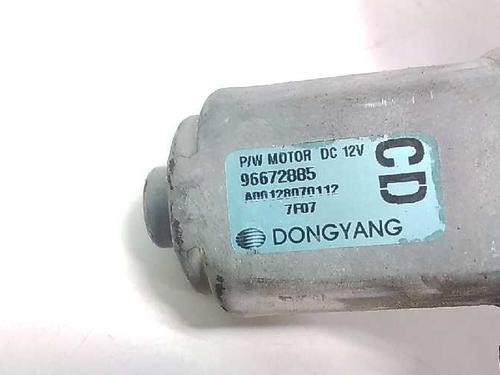 P/W MOTOR DC 12V
96672885
A00128070112
7F07
DONGYANG
CD